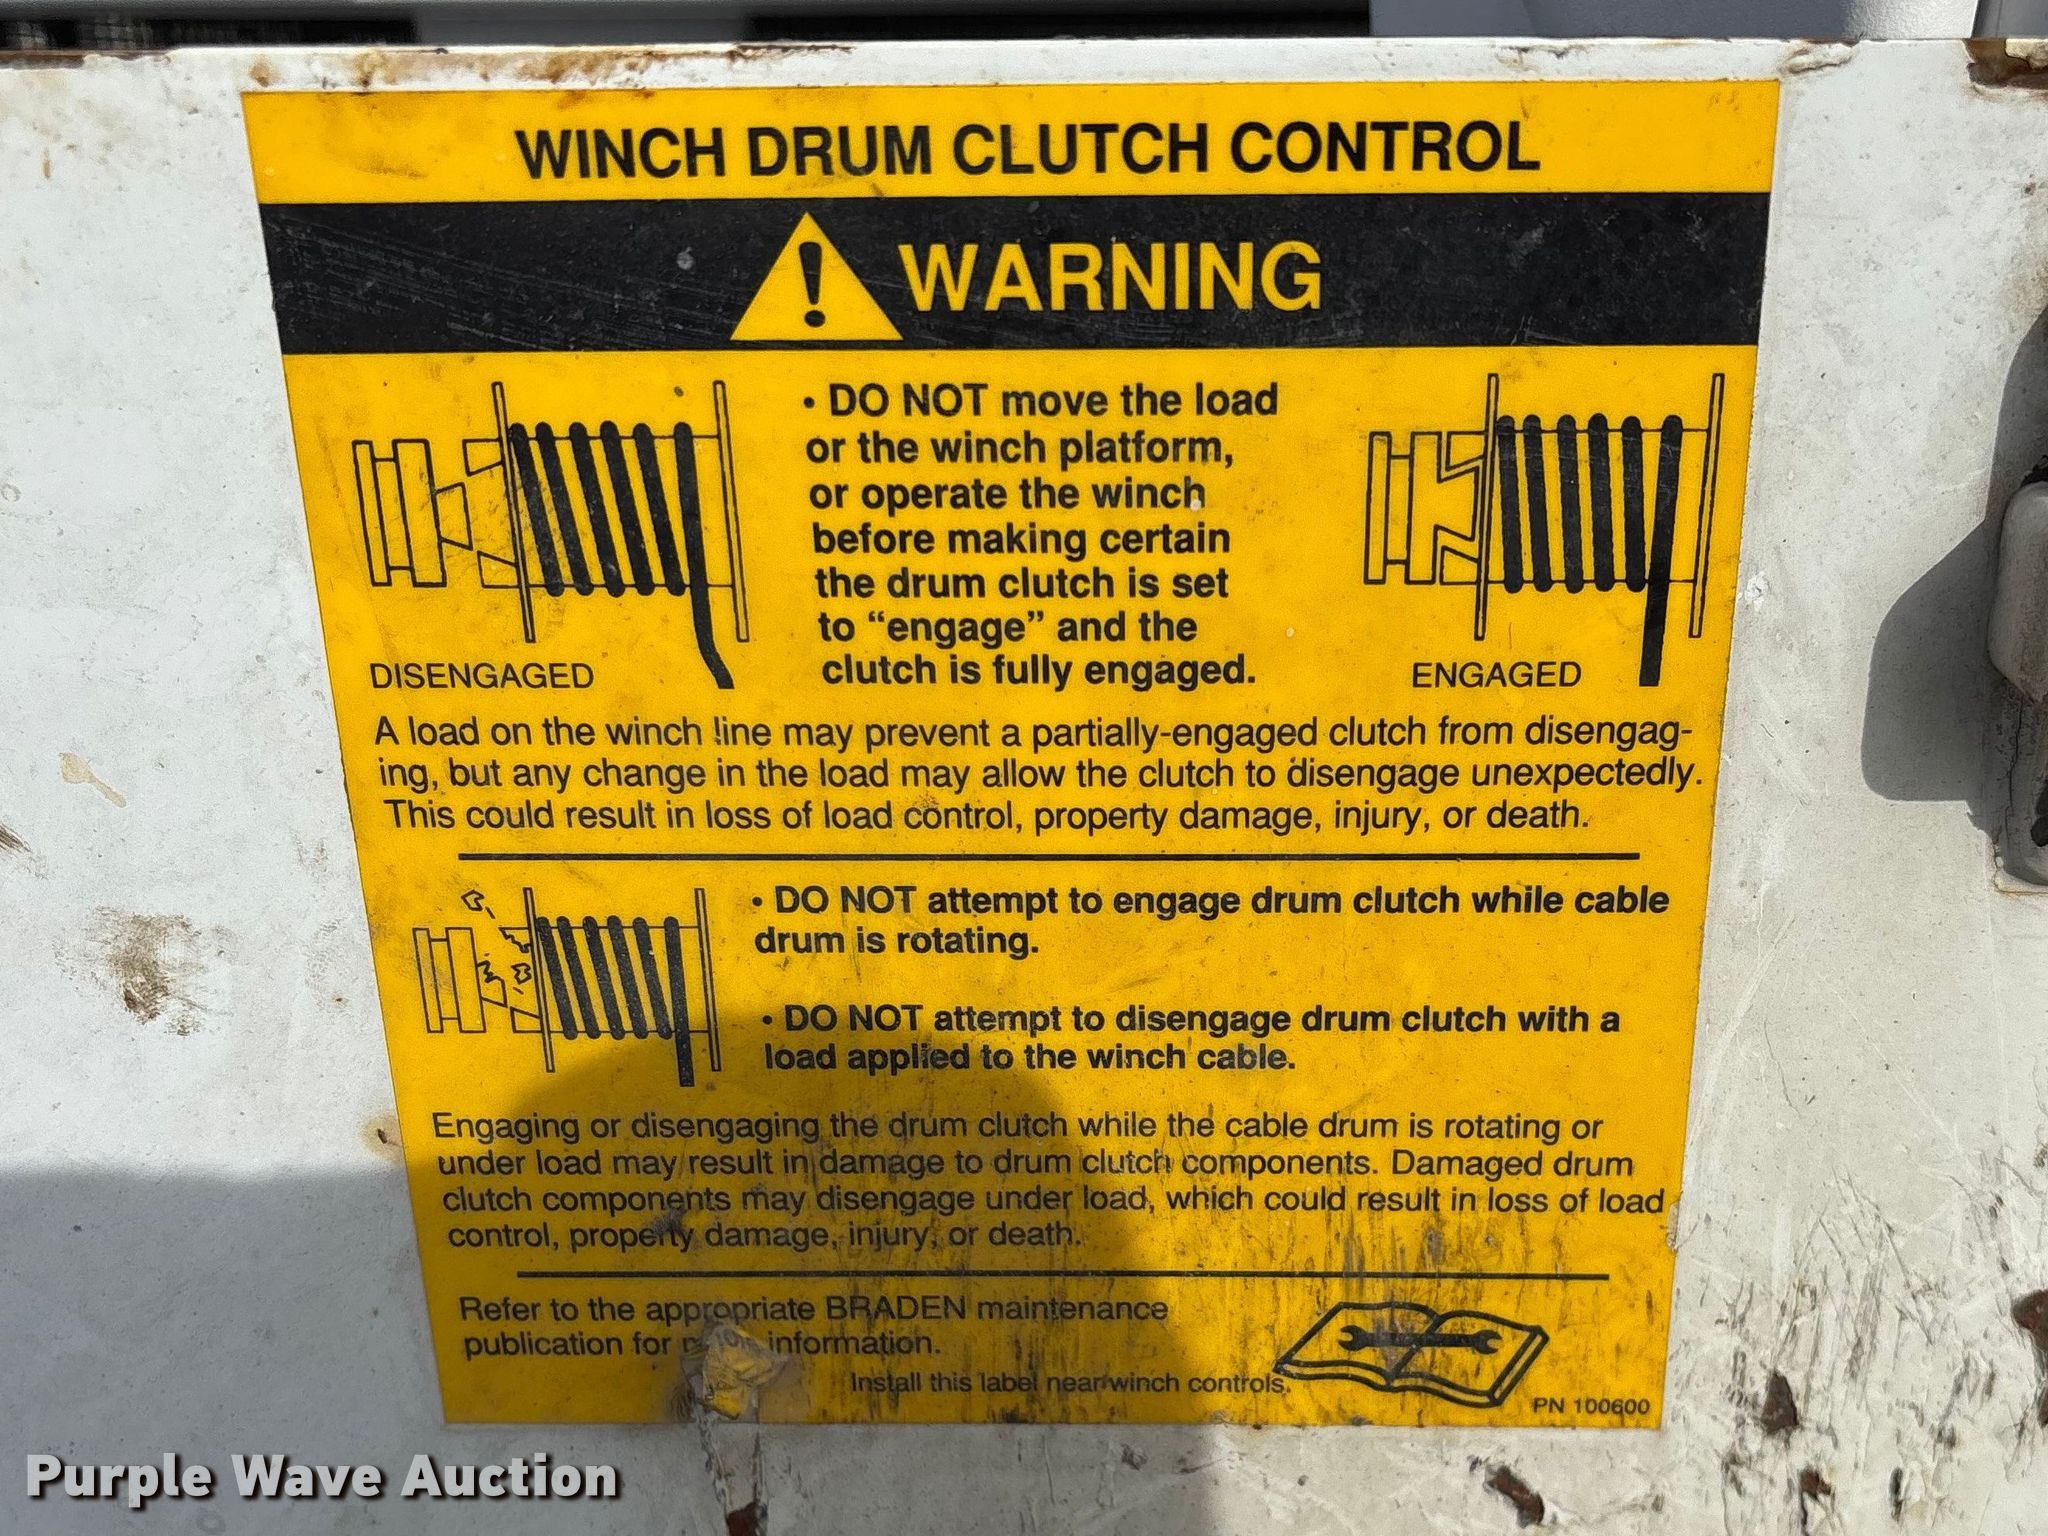 WINCH DRUM CLUTCH CONTROL
WARNING
• DO NOT move the load
or the winch platform,
or operate the winch
before making certain
the drum clutch is set
to “engage” and the
clutch is fully engaged.
DISENGAGED
ENGAGED
A load on the winch line may prevent a partially-engaged clutch from disengag-
ing, but any change in the load may allow the clutch to disengage unexpectedly.
This could result in loss of load control, property damage, injury, or death.
• DO NOT attempt to engage drum clutch while cable
drum is rotating.
• DO NOT attempt to disengage drum clutch with a
load applied to the winch cable.
Engaging or disengaging the drum clutch while the cable drum is rotating or
under load may result in damage to drum clutch components. Damaged drum
clutch components may disengage under load, which could result in loss of load
control, property damage, injury, or death.
Refer to the appropriate BRADEN maintenance
publication for information.
Install this label near winch controls.
PN 100600
Purple Wave Auction